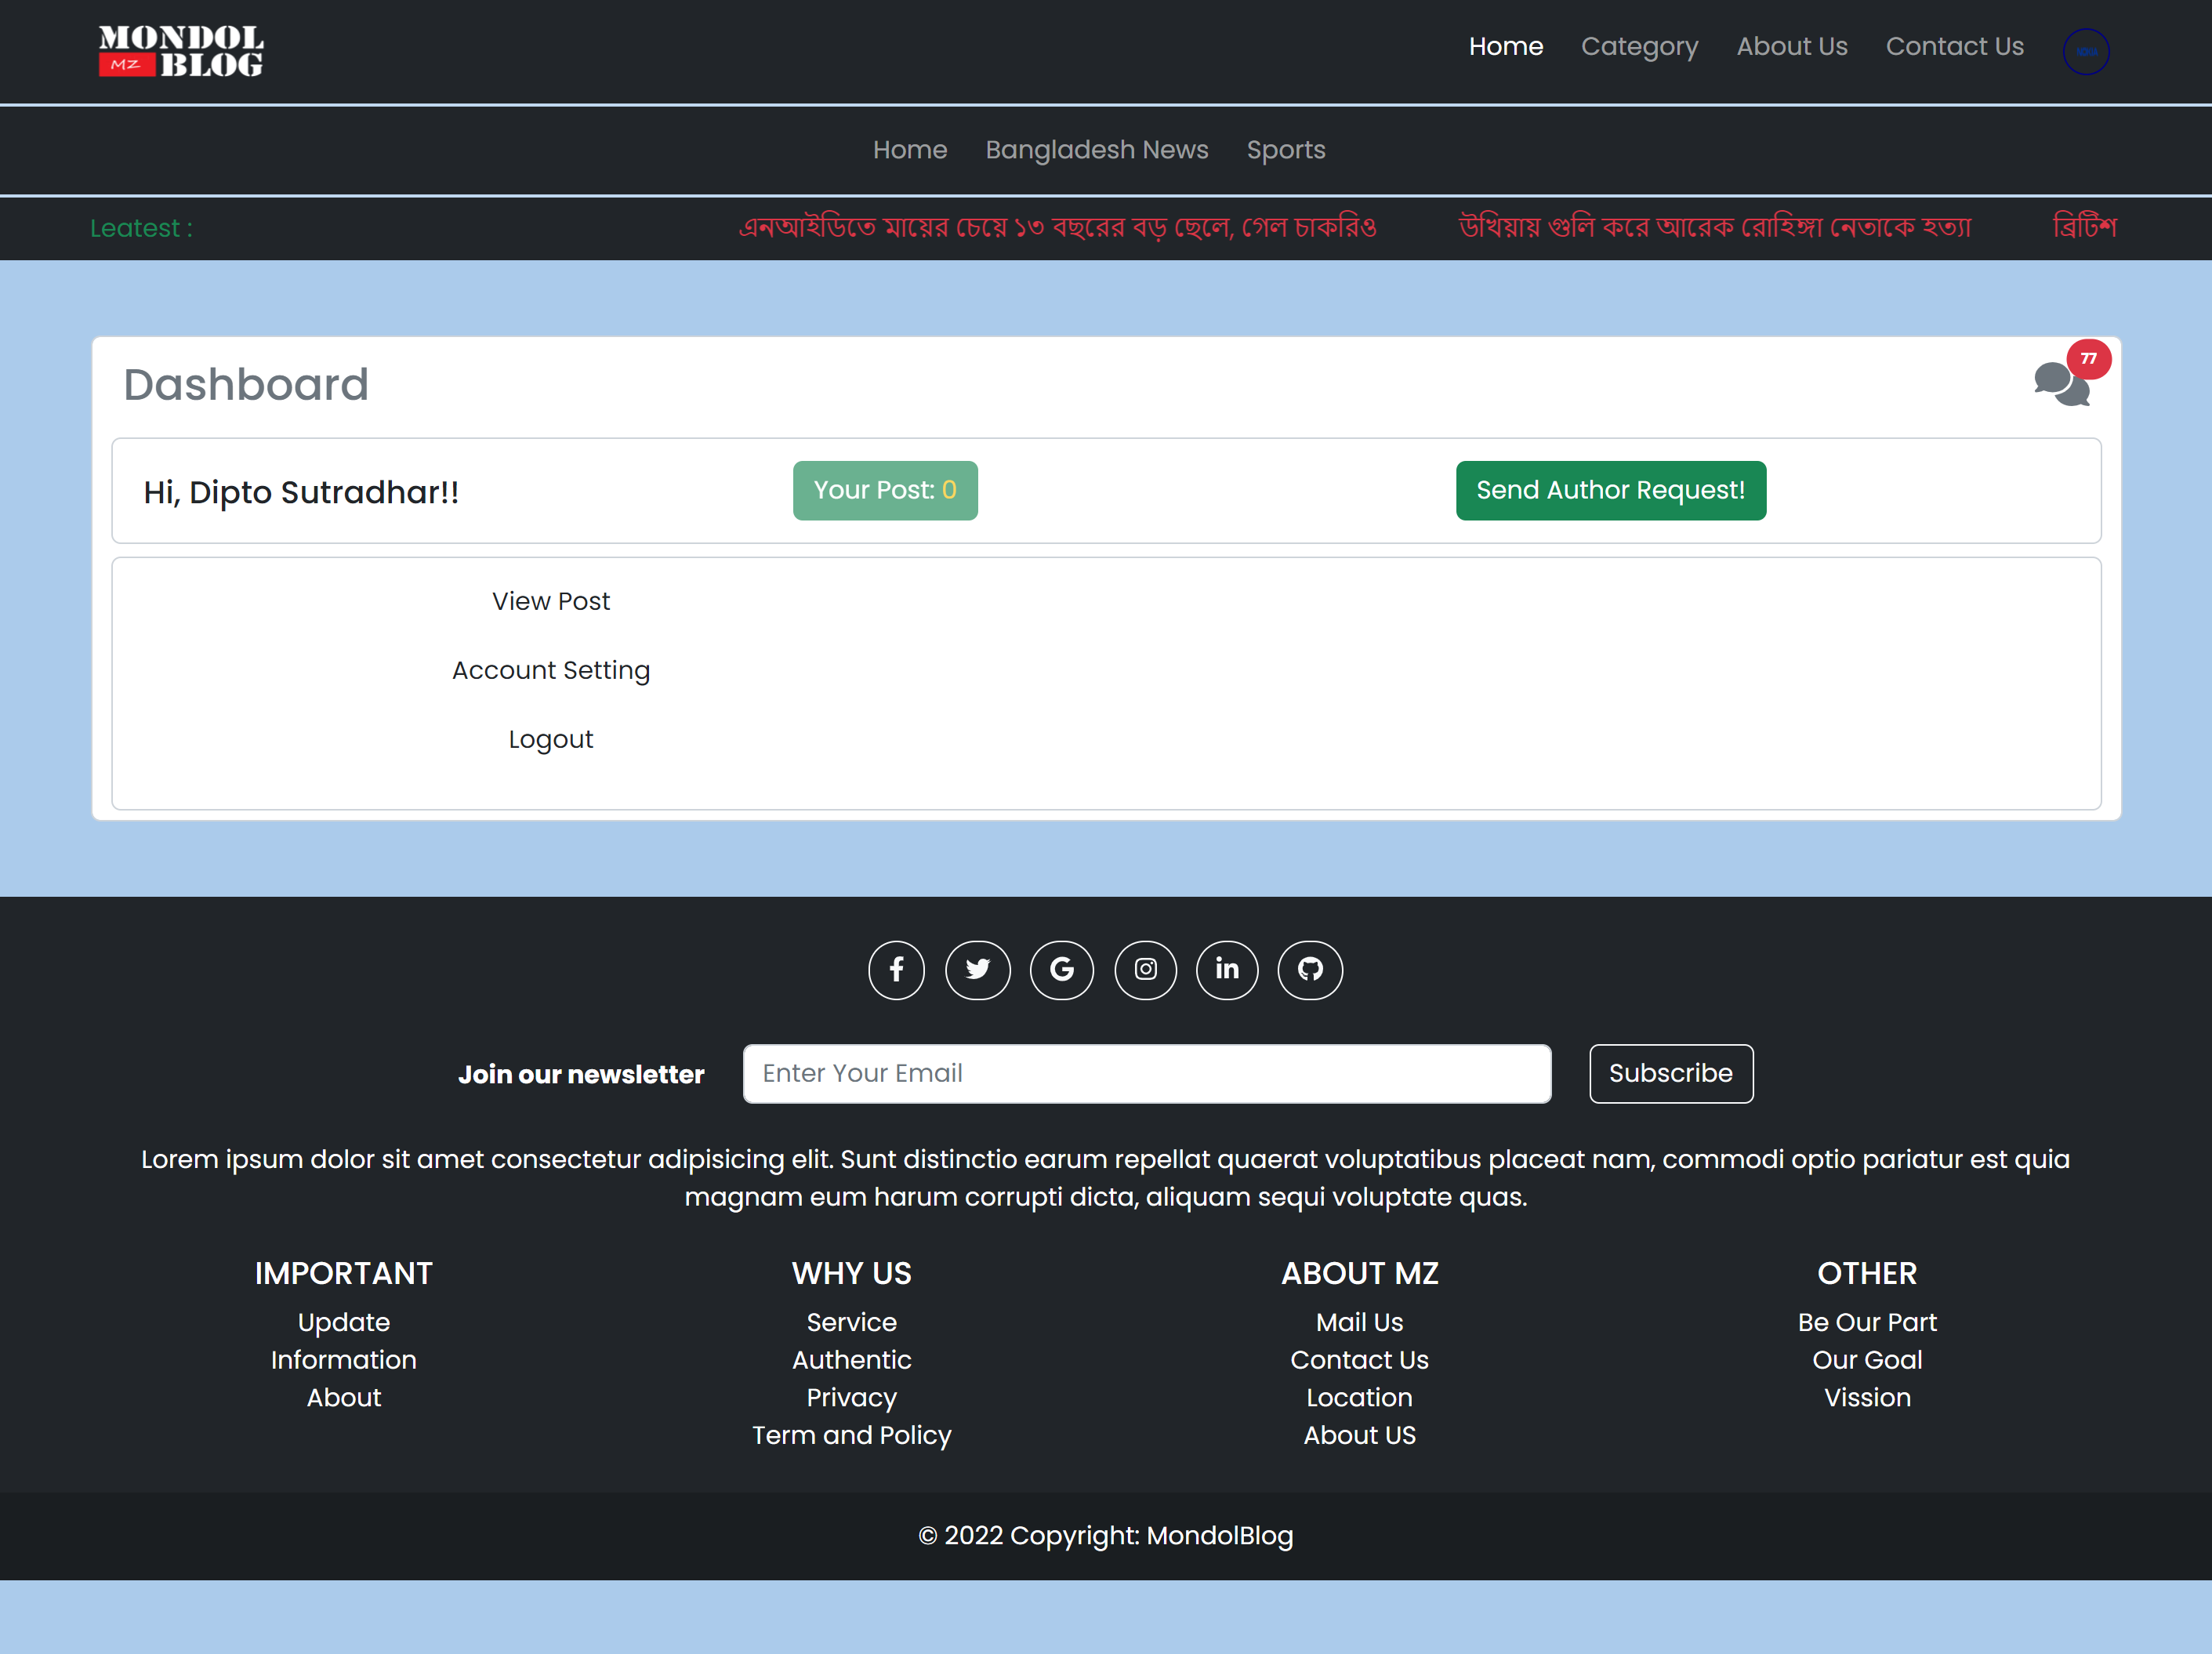 MONDOL
MZ BLOG
Home Category About Us Contact Us
Home Bangladesh News Sports
Leatest : এনআইডিতে মায়ের চেয়ে ১৩ বছরের বড় ছেলে, গেল চাকরিও উখিয়ায় গুলি করে আরেক রোহিঙ্গা নেতাকে হত্যা ব্রিটিশ
77
Dashboard
Hi, Dipto Sutradhar!! Your Post: 0 Send Author Request!
View Post
Account Setting
Logout
Join our newsletter Enter Your Email Subscribe
Lorem ipsum dolor sit amet consectetur adipisicing elit. Sunt distinctio earum repellat quaerat voluptatibus placeat nam, commodi optio pariatur est quia
magnam eum harum corrupti dicta, aliquam sequi voluptate quas.
IMPORTANT
Update
Information
About
WHY US
Service
Authentic
Privacy
Term and Policy
ABOUT MZ
Mail Us
Contact Us
Location
About US
OTHER
Be Our Part
Our Goal
Vission
© 2022 Copyright: MondolBlog